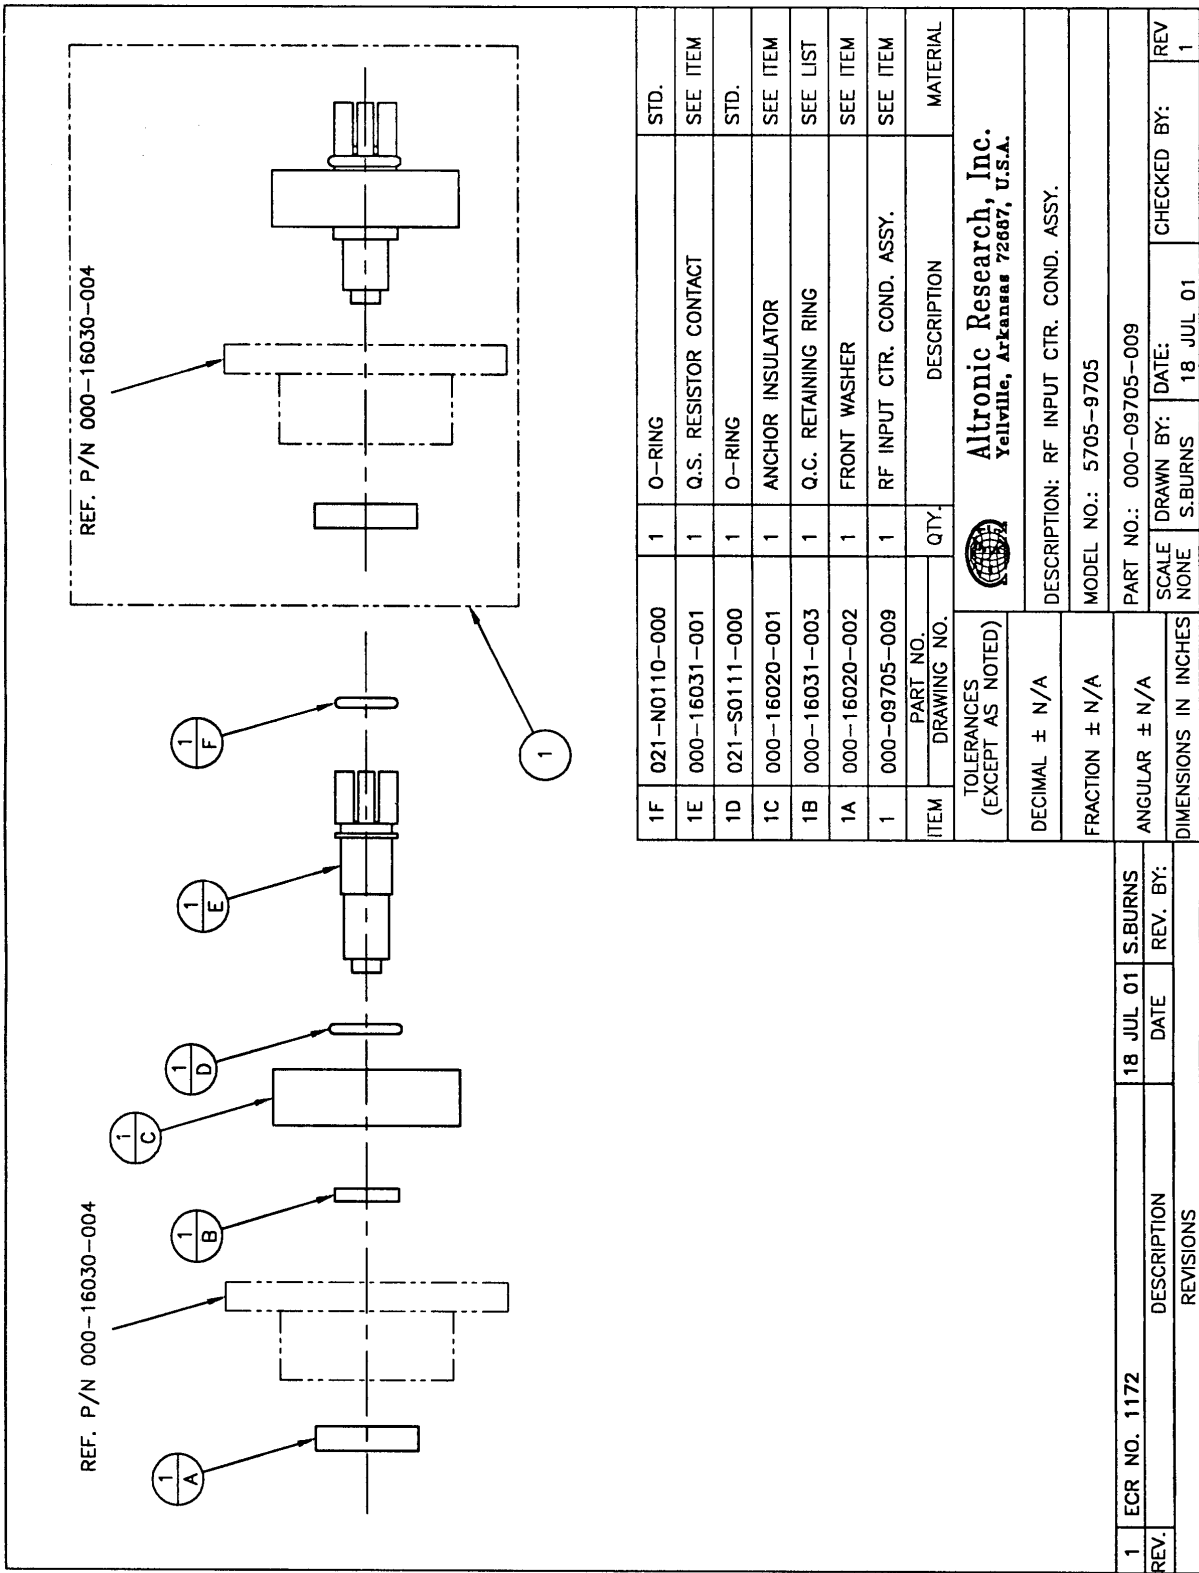 REF. P/N 000-16030-004
REF. P/N 000-16030-004
1
A
1
B
1
C
1
D
1
E
1
F
1
1F 021-N0110-000 1 O-RING STD.
1E 000-16031-001 1 Q.S. RESISTOR CONTACT SEE ITEM
1D 021-S0111-000 1 O-RING STD.
1C 000-16020-001 1 ANCHOR INSULATOR SEE ITEM
1B 000-16031-003 1 Q.C. RETAINING RING SEE LIST
1A 000-16020-002 1 FRONT WASHER SEE ITEM
1 000-09705-009 1 RF INPUT CTR. COND. ASSY. SEE ITEM
ITEM PART NO. DRAWING NO. QTY. DESCRIPTION MATERIAL
TOLERANCES
(EXCEPT AS NOTED)
DECIMAL ± N/A
FRACTION ± N/A
ANGULAR ± N/A
DIMENSIONS IN INCHES
Altronic Research, Inc.
Yellville, Arkansas 72687, U.S.A.
DESCRIPTION: RF INPUT CTR. COND. ASSY.
MODEL NO.: 5705-9705
PART NO.: 000-09705-009
SCALE NONE
DRAWN BY: S.BURNS
DATE: 18 JUL 01
CHECKED BY:
REV 1
1 ECR NO. 1172 18 JUL 01 S.BURNS
REV. DESCRIPTION DATE REV. BY:
REVISIONS